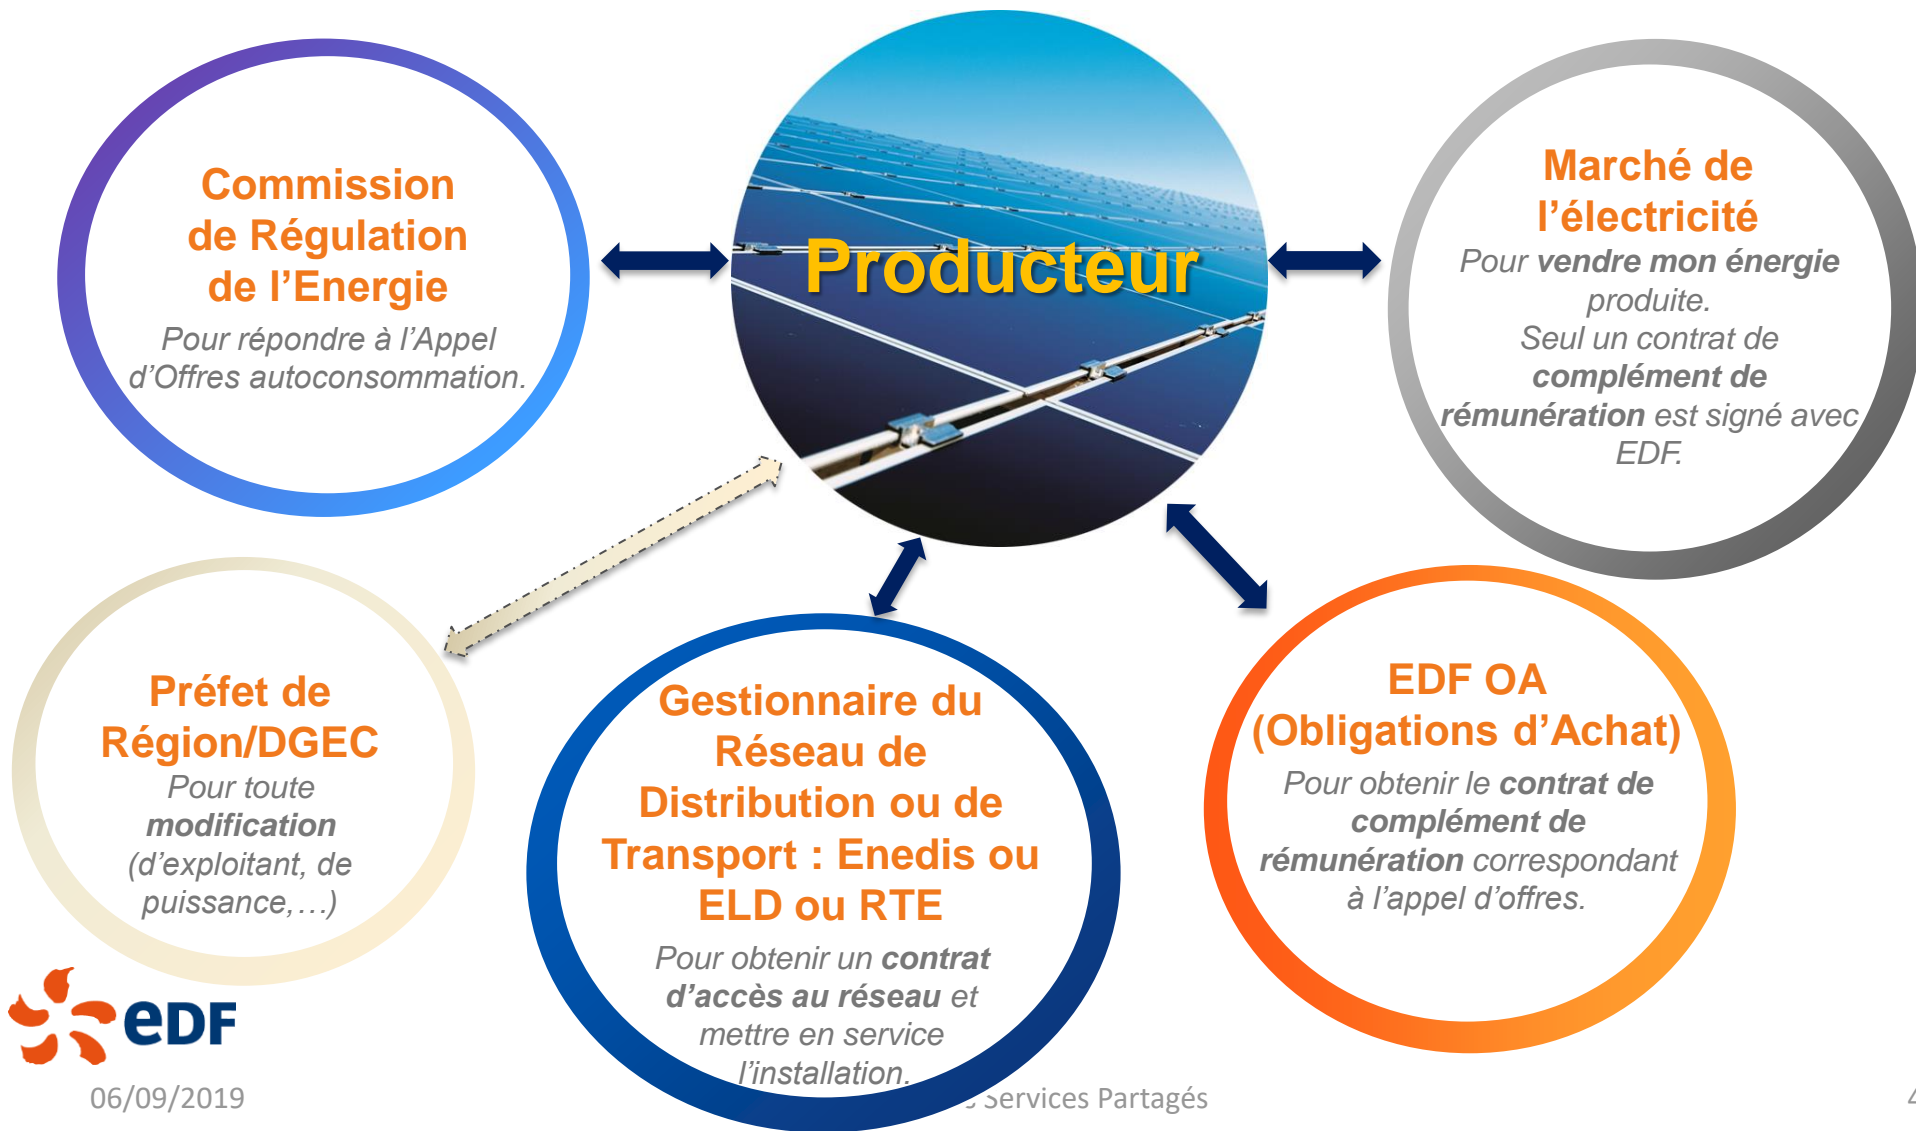 Commission
de Régulation
de l’Energie
Pour répondre à l’Appel
d’Offres autoconsommation.
Producteur
Marché de
l’électricité
Pour vendre mon énergie
produite.
Seul un contrat de
complément de
rémunération est signé avec
EDF.
Préfet de
Région/DGEC
Pour toute
modification
(d’exploitant, de
puissance,…)
Gestionnaire du
Réseau de
Distribution ou de
Transport : Enedis ou
ELD ou RTE
Pour obtenir un contrat
d’accès au réseau et
mettre en service
l’installation.
EDF OA
(Obligations d’Achat)
Pour obtenir le contrat de
complément de
rémunération correspondant
à l’appel d’offres.
eDF
06/09/2019
Services Partagés
4